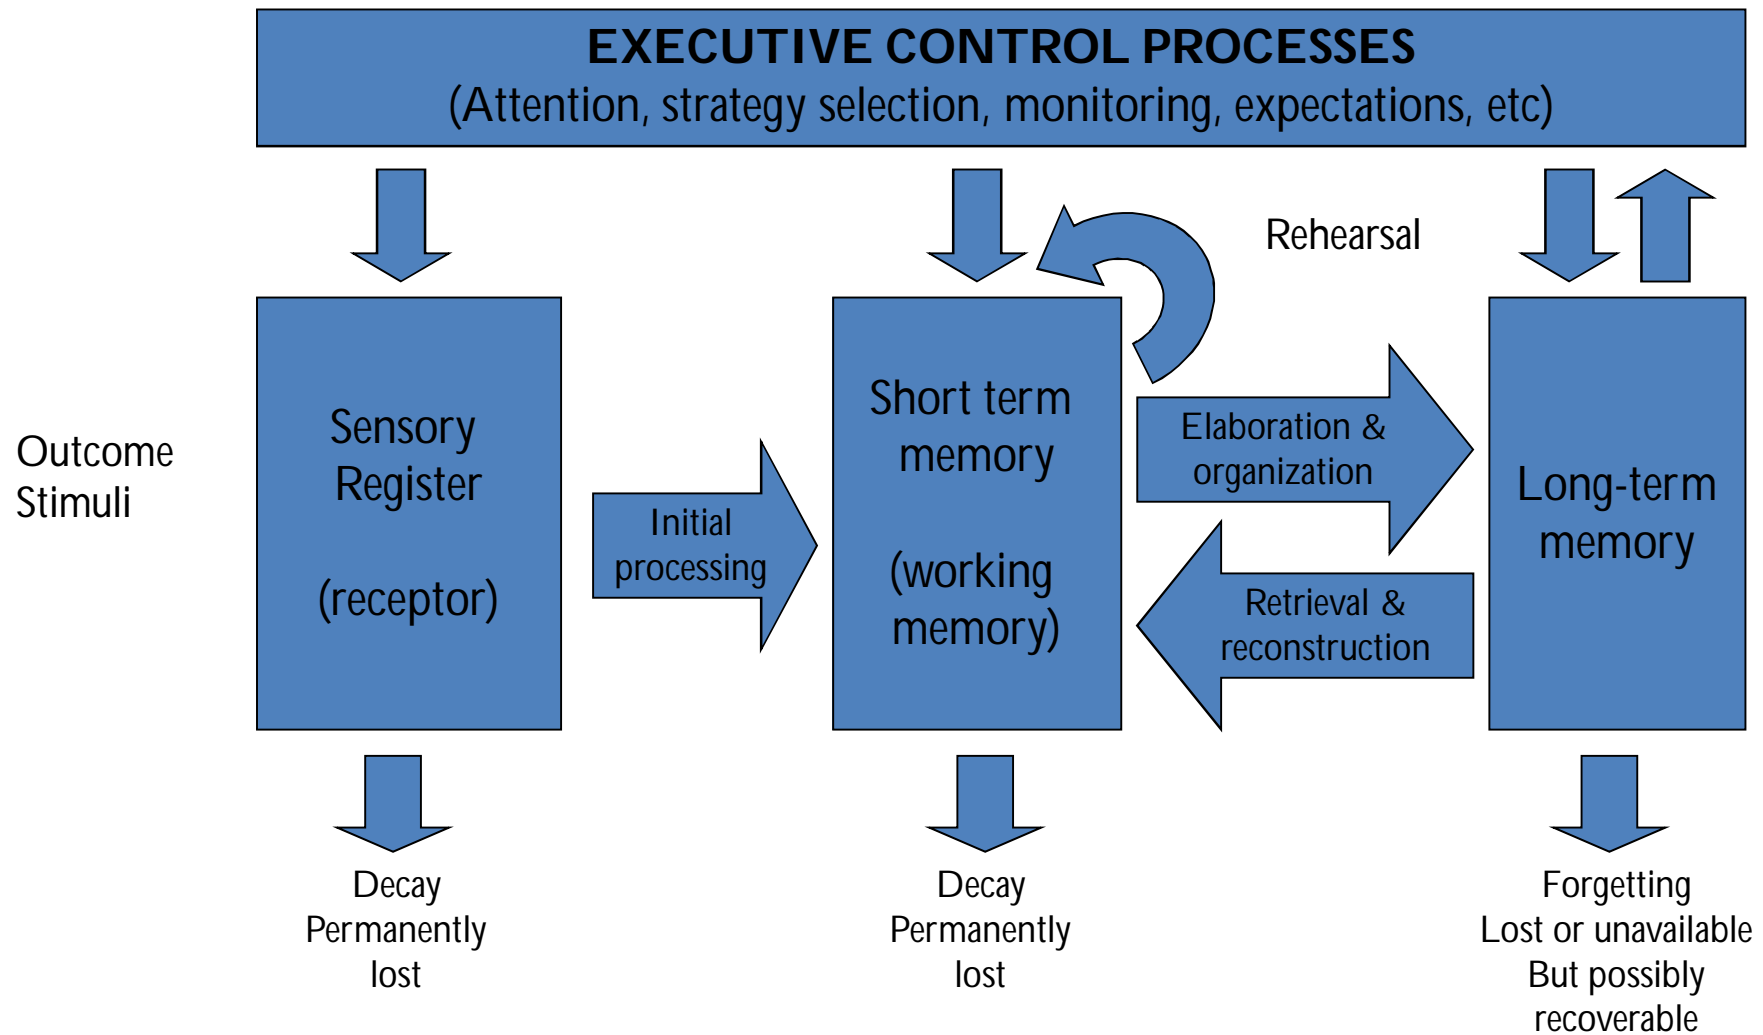 EXECUTIVE CONTROL PROCESSES
(Attention, strategy selection, monitoring, expectations, etc)
Rehearsal
Outcome
Stimuli
Sensory
Register
(receptor)
Initial
processing
Short term
memory
(working
memory)
Elaboration &
organization
Retrieval &
reconstruction
Long-term
memory
Decay
Permanently
lost
Decay
Permanently
lost
Forgetting
Lost or unavailable
But possibly
recoverable